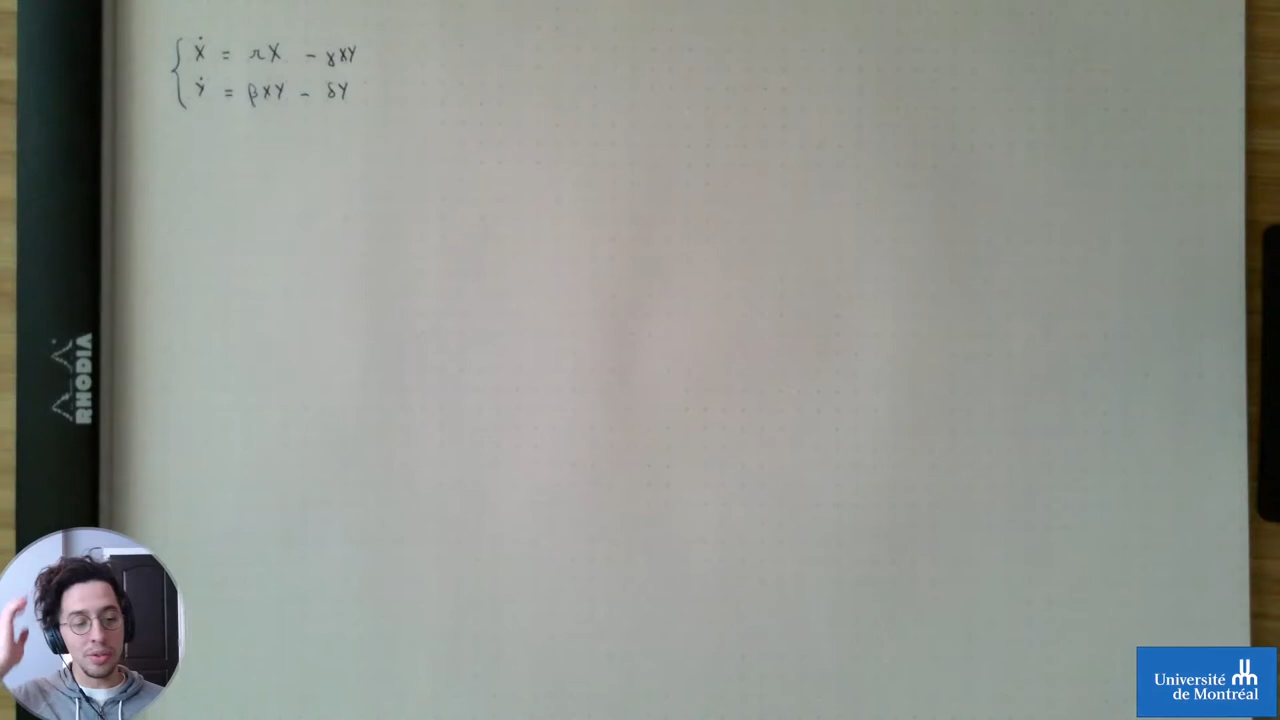 Ẋ = rX - γXY
Ẏ = βXY - δY
RHODIA
Université
de Montréal